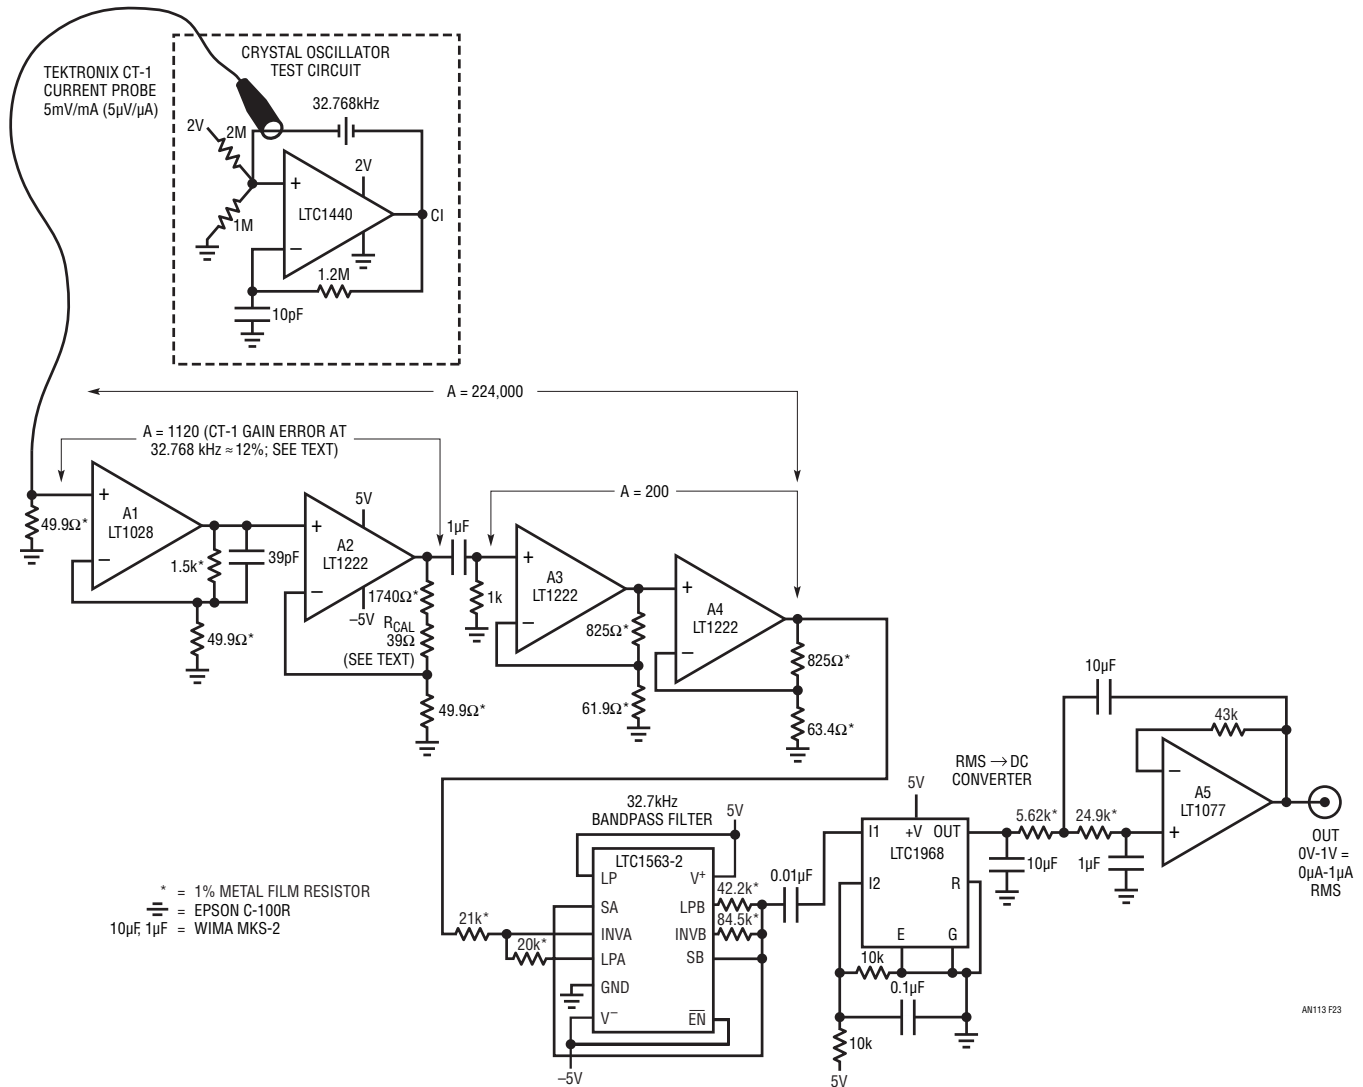 CRYSTAL OSCILLATOR
TEST CIRCUIT
TEKTRONIX CT-1
CURRENT PROBE
5mV/mA (5µV/µA)
32.768kHz
2V
2M
2V
+
LTC1440
CI
1M
–
1.2M
10pF
A = 224,000
A = 1120 (CT-1 GAIN ERROR AT
32.768 kHz ≈ 12%; SEE TEXT)
A = 200
+
A1
LT1028
–
49.9Ω*
1.5k*
39pF
49.9Ω*
5V
+
A2
LT1222
–
–5V
1740Ω*
RCAL
39Ω
(SEE TEXT)
49.9Ω*
1µF
1k
+
A3
LT1222
–
825Ω*
61.9Ω*
+
A4
LT1222
–
825Ω*
63.4Ω*
10µF
43k
–
A5
LT1077
+
OUT
0V-1V =
0µA-1µA
RMS
RMS → DC
CONVERTER
5V
5.62k*
24.9k*
10µF
1µF
I1
+V
OUT
LTC1968
I2
R
E
G
10k
0.1µF
10k
5V
0.01µF
32.7kHz
BANDPASS FILTER
5V
LTC1563-2
LP
V+
SA
LPB
42.2k*
INVA
INVB
84.5k*
LPA
SB
GND
V–
EN
21k*
20k*
–5V
* = 1% METAL FILM RESISTOR
= EPSON C-100R
10µF, 1µF = WIMA MKS-2
AN113 F23